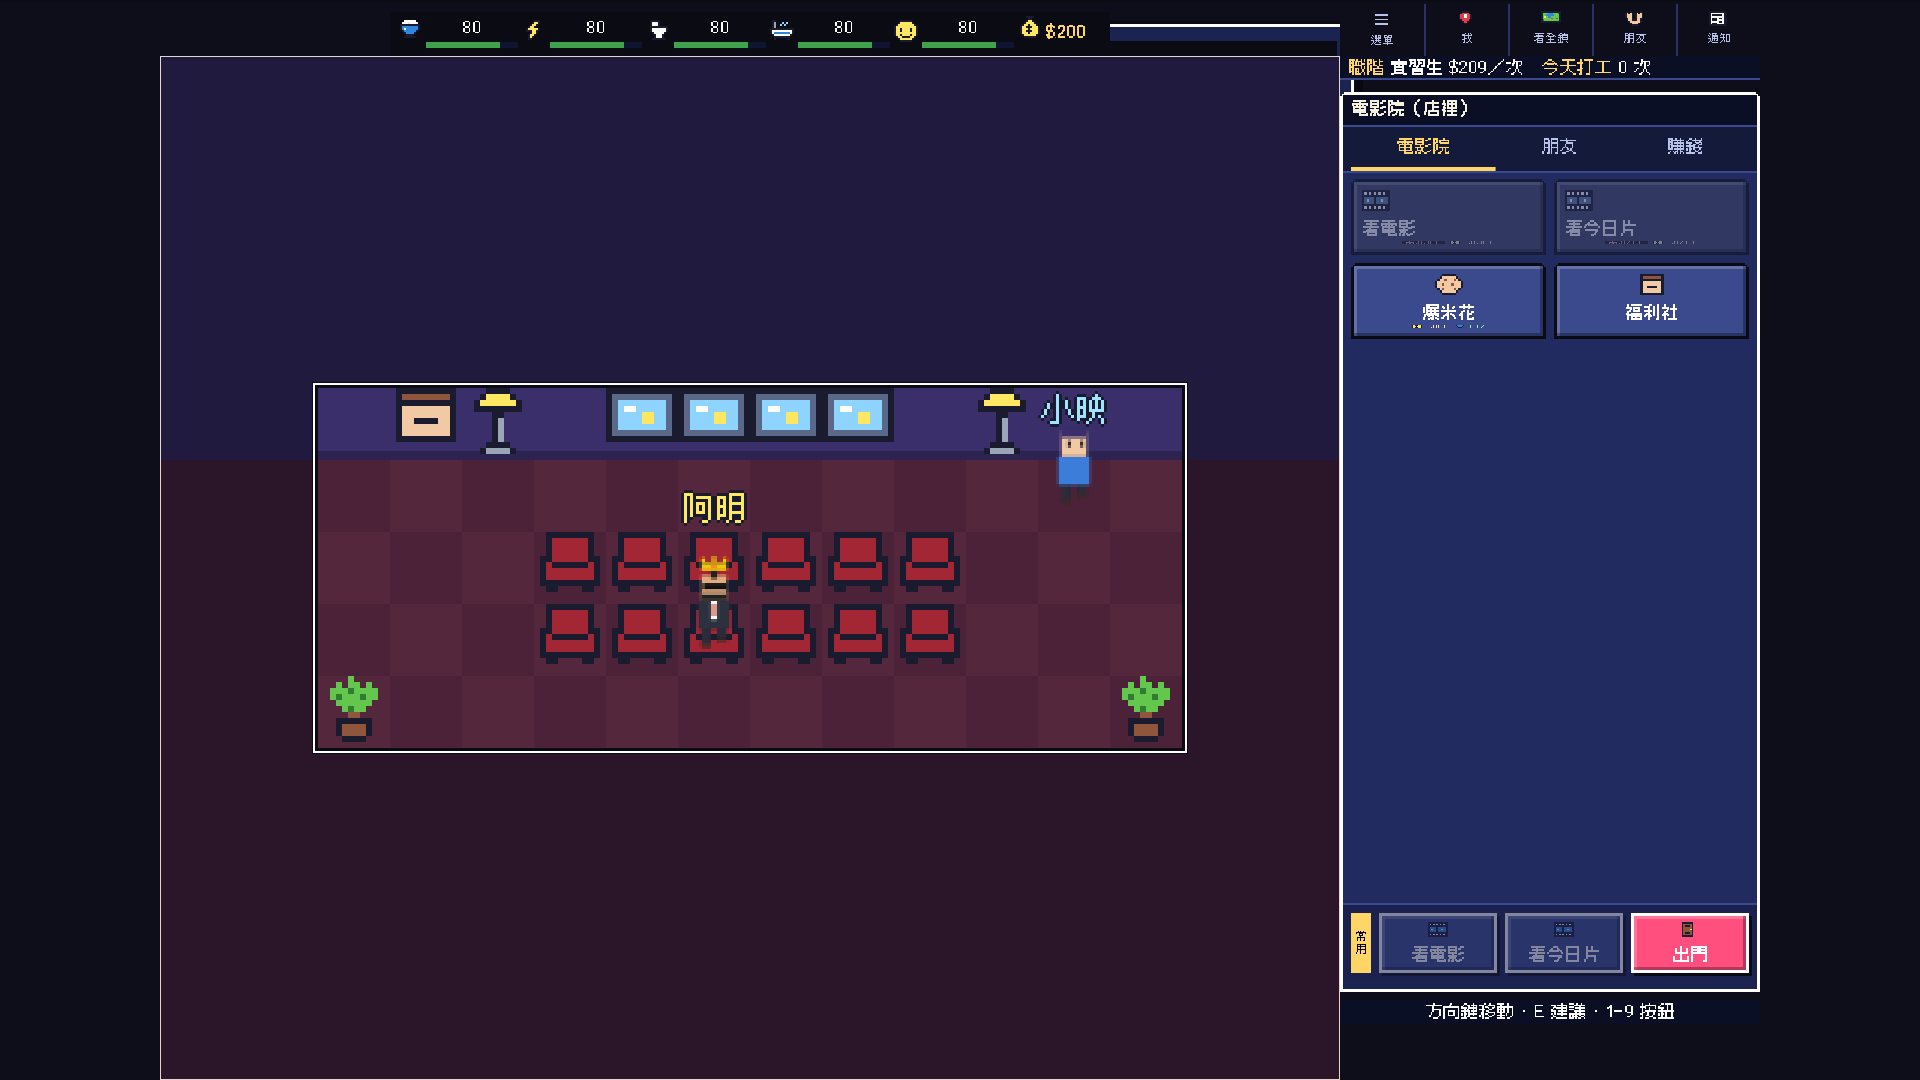 80
80
80
80
80
$200
選單
我
看全鎮
朋友
通知
職階 實習生 $209／次 今天打工 0 次
電影院（店裡）
電影院
朋友
賺錢
看電影
看今日片
爆米花
福利社
小映
阿明
常用
看電影
看今日片
出門
方向鍵移動 · E 建議 · 1-9 按鈕